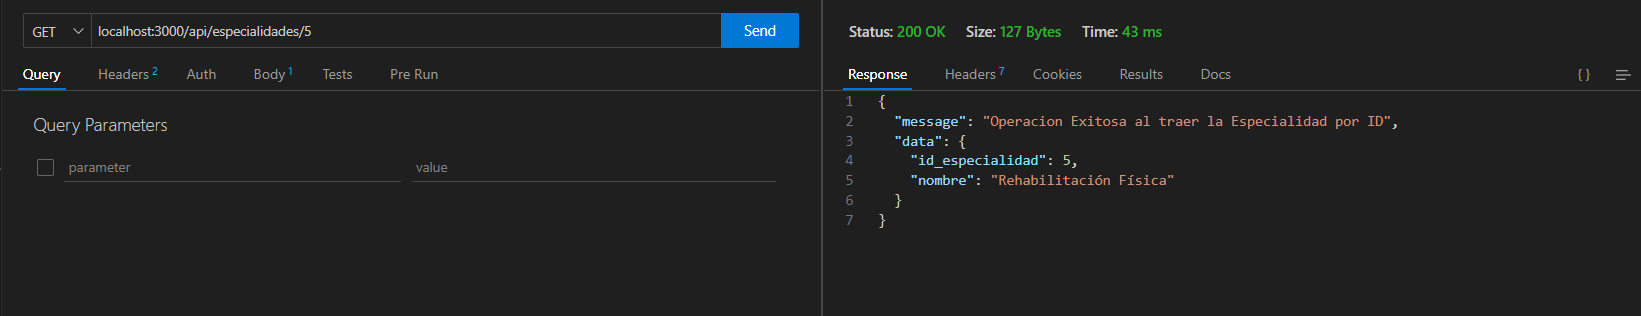 GET localhost:3000/api/especialidades/5 Send
Query Headers 2 Auth Body 1 Tests Pre Run
Query Parameters
parameter value
Status: 200 OK Size: 127 Bytes Time: 43 ms
Response Headers 7 Cookies Results Docs { }
1 {
2 "message": "Operacion Exitosa al traer la Especialidad por ID",
3 "data": {
4 "id_especialidad": 5,
5 "nombre": "Rehabilitación Física"
6 }
7 }